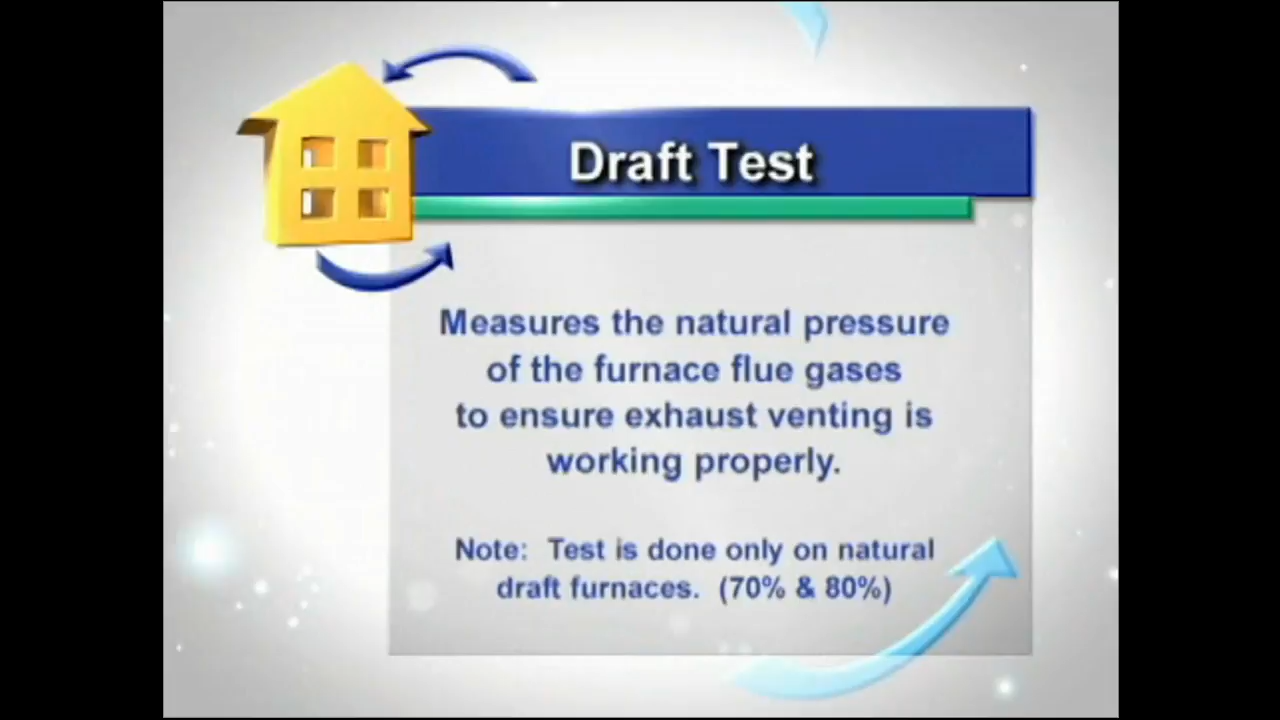 Draft Test
Measures the natural pressure
of the furnace flue gases
to ensure exhaust venting is
working properly.
Note:  Test is done only on natural
draft furnaces.  (70% & 80%)